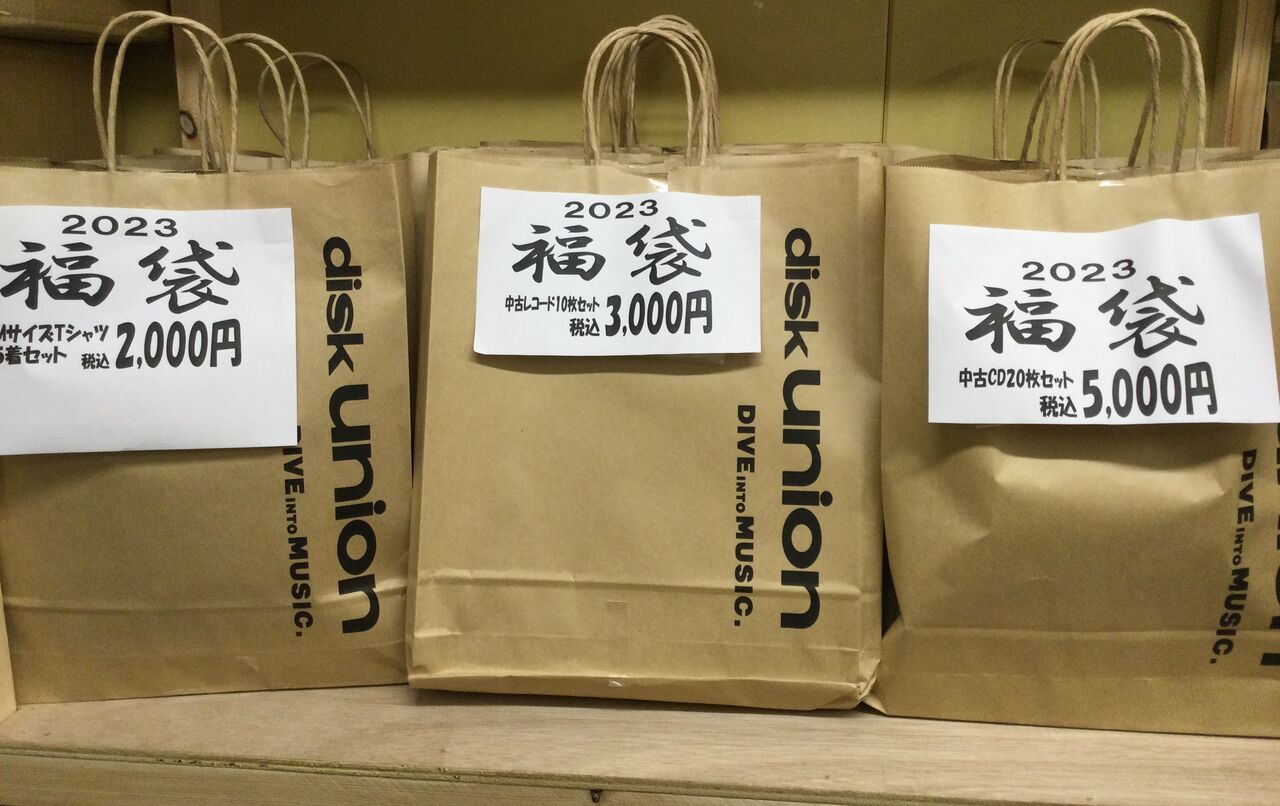 2023
福袋
MサイズTシャツ
5着セット 税込 2,000円
disk union
DIVE INTO MUSIC.
2023
福袋
中古レコード10枚セット
税込 3,000円
disk union
DIVE INTO MUSIC.
2023
福袋
中古CD20枚セット
税込 5,000円
DIVE INTO MUSIC.